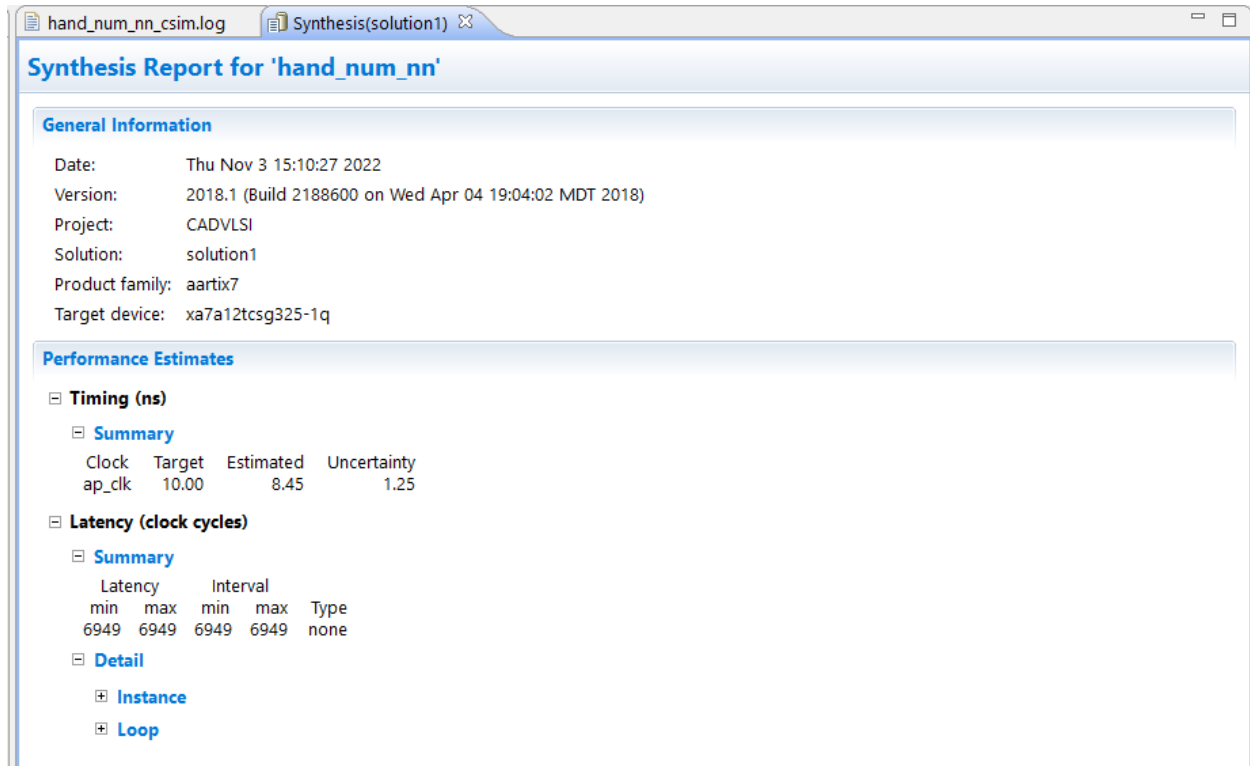 hand_num_nn_csim.log Synthesis(solution1)
Synthesis Report for 'hand_num_nn'
General Information
Date: Thu Nov 3 15:10:27 2022
Version: 2018.1 (Build 2188600 on Wed Apr 04 19:04:02 MDT 2018)
Project: CADVLSI
Solution: solution1
Product family: aartix7
Target device: xa7a12tcsg325-1q
Performance Estimates
Timing (ns)
Summary
Clock Target Estimated Uncertainty
ap_clk 10.00 8.45 1.25
Latency (clock cycles)
Summary
Latency Interval
min max min max Type
6949 6949 6949 6949 none
Detail
Instance
Loop